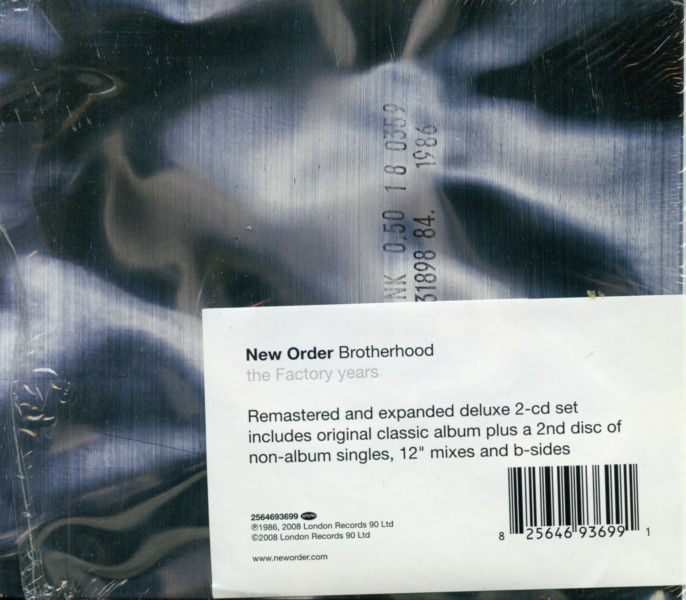 NK 0.50 18 0359
31898 84. 1986
New Order Brotherhood
the Factory years
Remastered and expanded deluxe 2-cd set
includes original classic album plus a 2nd disc of
non-album singles, 12" mixes and b-sides
2564693699
℗1986, 2008 London Records 90 Ltd
©2008 London Records 90 Ltd
www.neworder.com
8 25646 93699 1